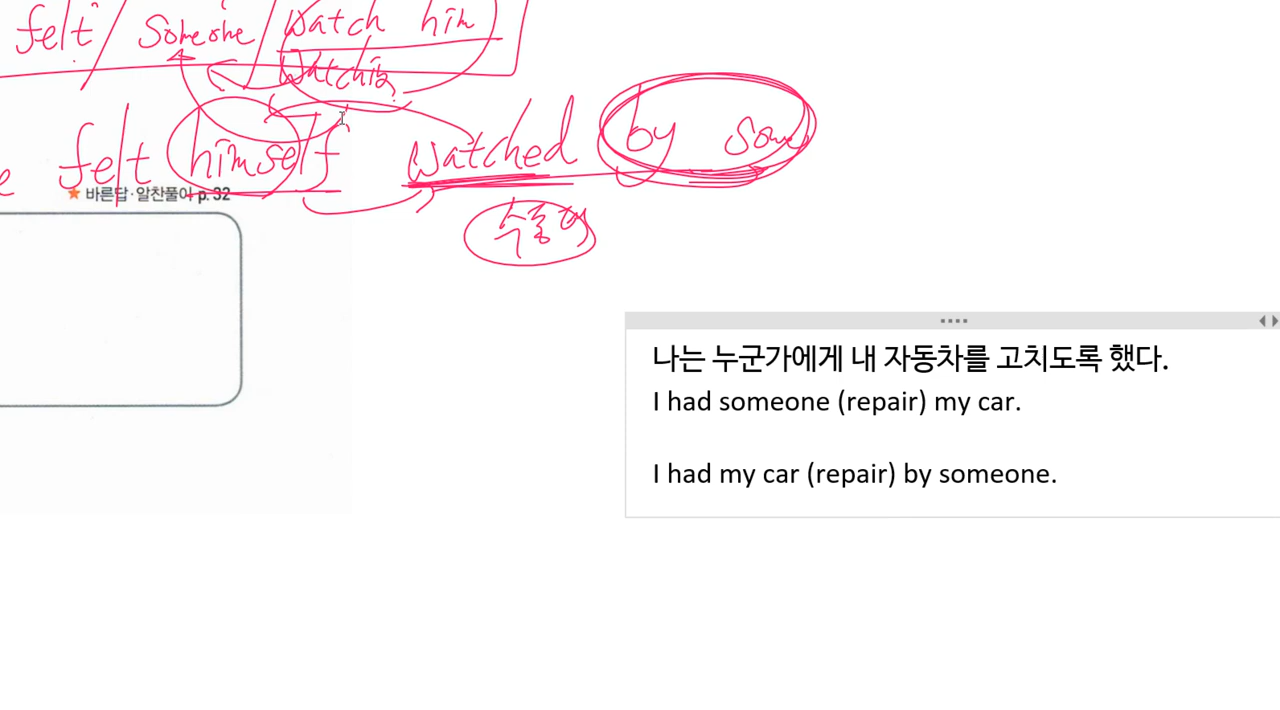 felt / Someone / Watch him
Watching
felt himself watched by som
★ 바른답·알찬풀이 p. 32
수동
나는 누군가에게 내 자동차를 고치도록 했다.
I had someone (repair) my car.
I had my car (repair) by someone.